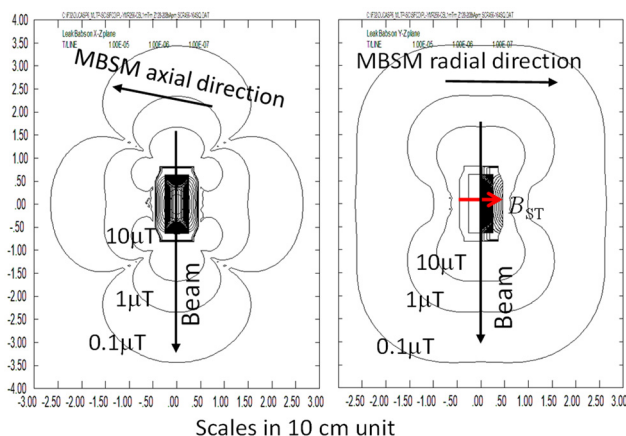 Leak Babson X-Z plane
T/LINE 1.00E-05 1.00E-06 1.00E-07
MBSM axial direction
10μT
1μT
0.1μT
Beam
4.00
3.50
3.00
2.50
2.00
1.50
1.00
.50
.00
-.50
-1.00
-1.50
-2.00
-2.50
-3.00
-3.50
4.00
-3.00 -2.50 -2.00 -1.50 -1.00 -.50 .00 .50 1.00 1.50 2.00 2.50 3.00
Leak Babson Y-Z plane
T/LINE 1.00E-05 1.00E-06 1.00E-07
MBSM radial direction
B_ST
10μT
1μT
0.1μT
Beam
-2.50 -2.00 -1.50 -1.00 -.50 .00 .50 1.00 1.50 2.00 2.50 3.00
Scales in 10 cm unit